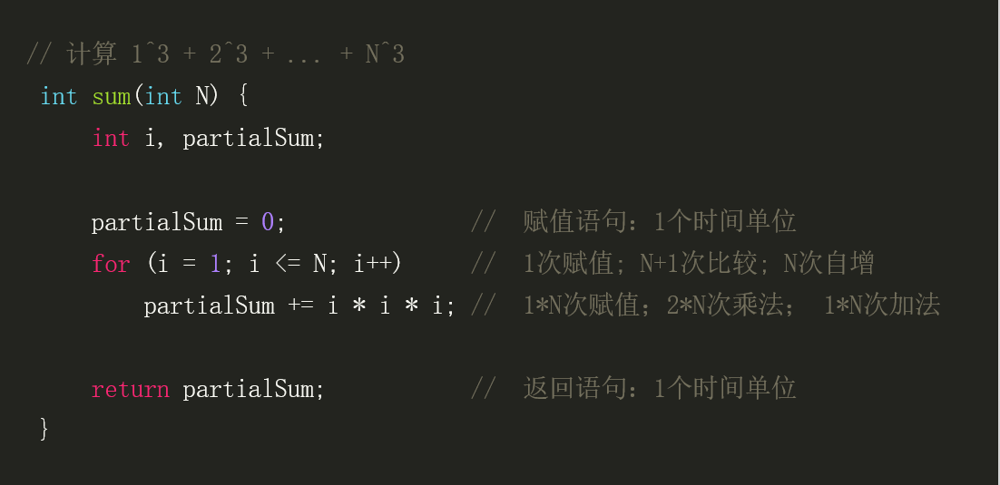 // 计算 1^3 + 2^3 + ... + N^3
int sum(int N) {
    int i, partialSum;

    partialSum = 0;              //  赋值语句：1个时间单位
    for (i = 1; i <= N; i++)     //  1次赋值; N+1次比较; N次自增
        partialSum += i * i * i; //  1*N次赋值；2*N次乘法； 1*N次加法

    return partialSum;           //  返回语句：1个时间单位
}